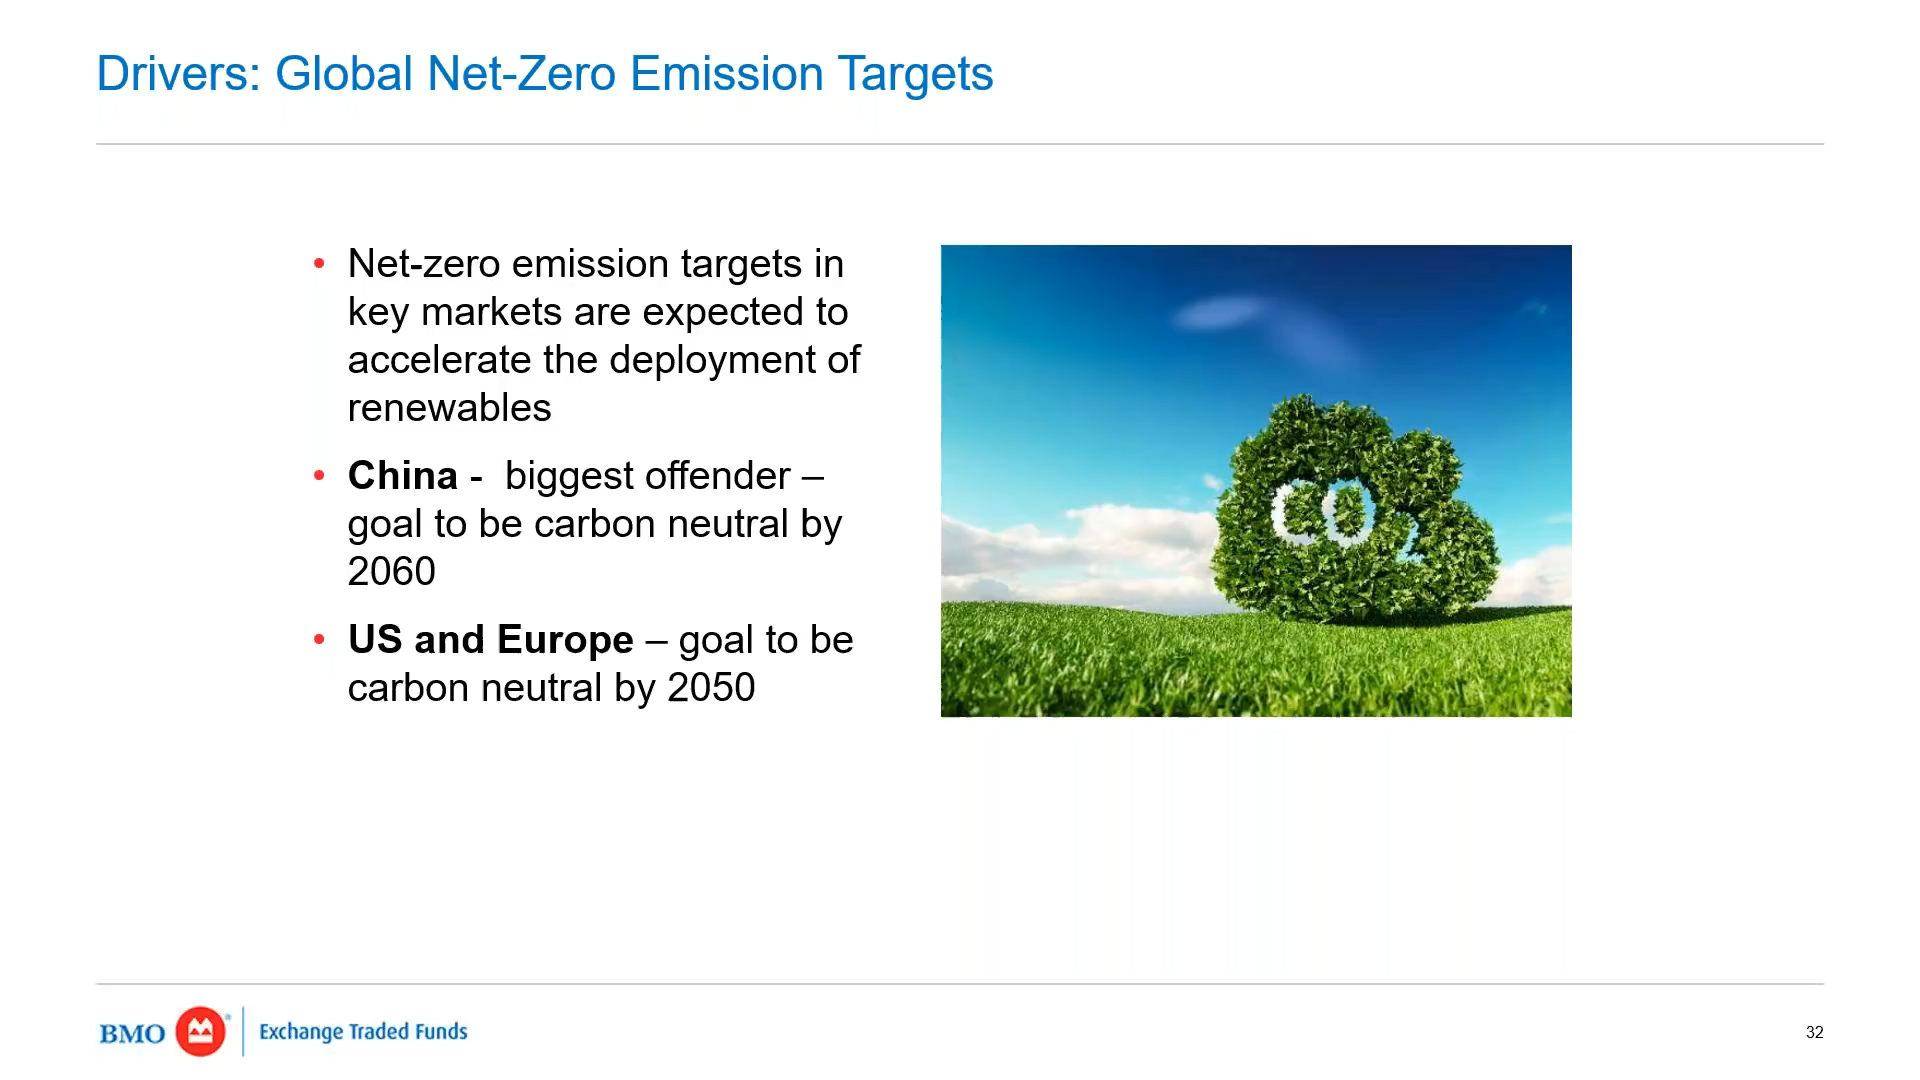 Drivers: Global Net-Zero Emission Targets
• Net-zero emission targets in
key markets are expected to
accelerate the deployment of
renewables
• China -  biggest offender –
goal to be carbon neutral by
2060
• US and Europe – goal to be
carbon neutral by 2050
CO2
BMO ® Exchange Traded Funds
32